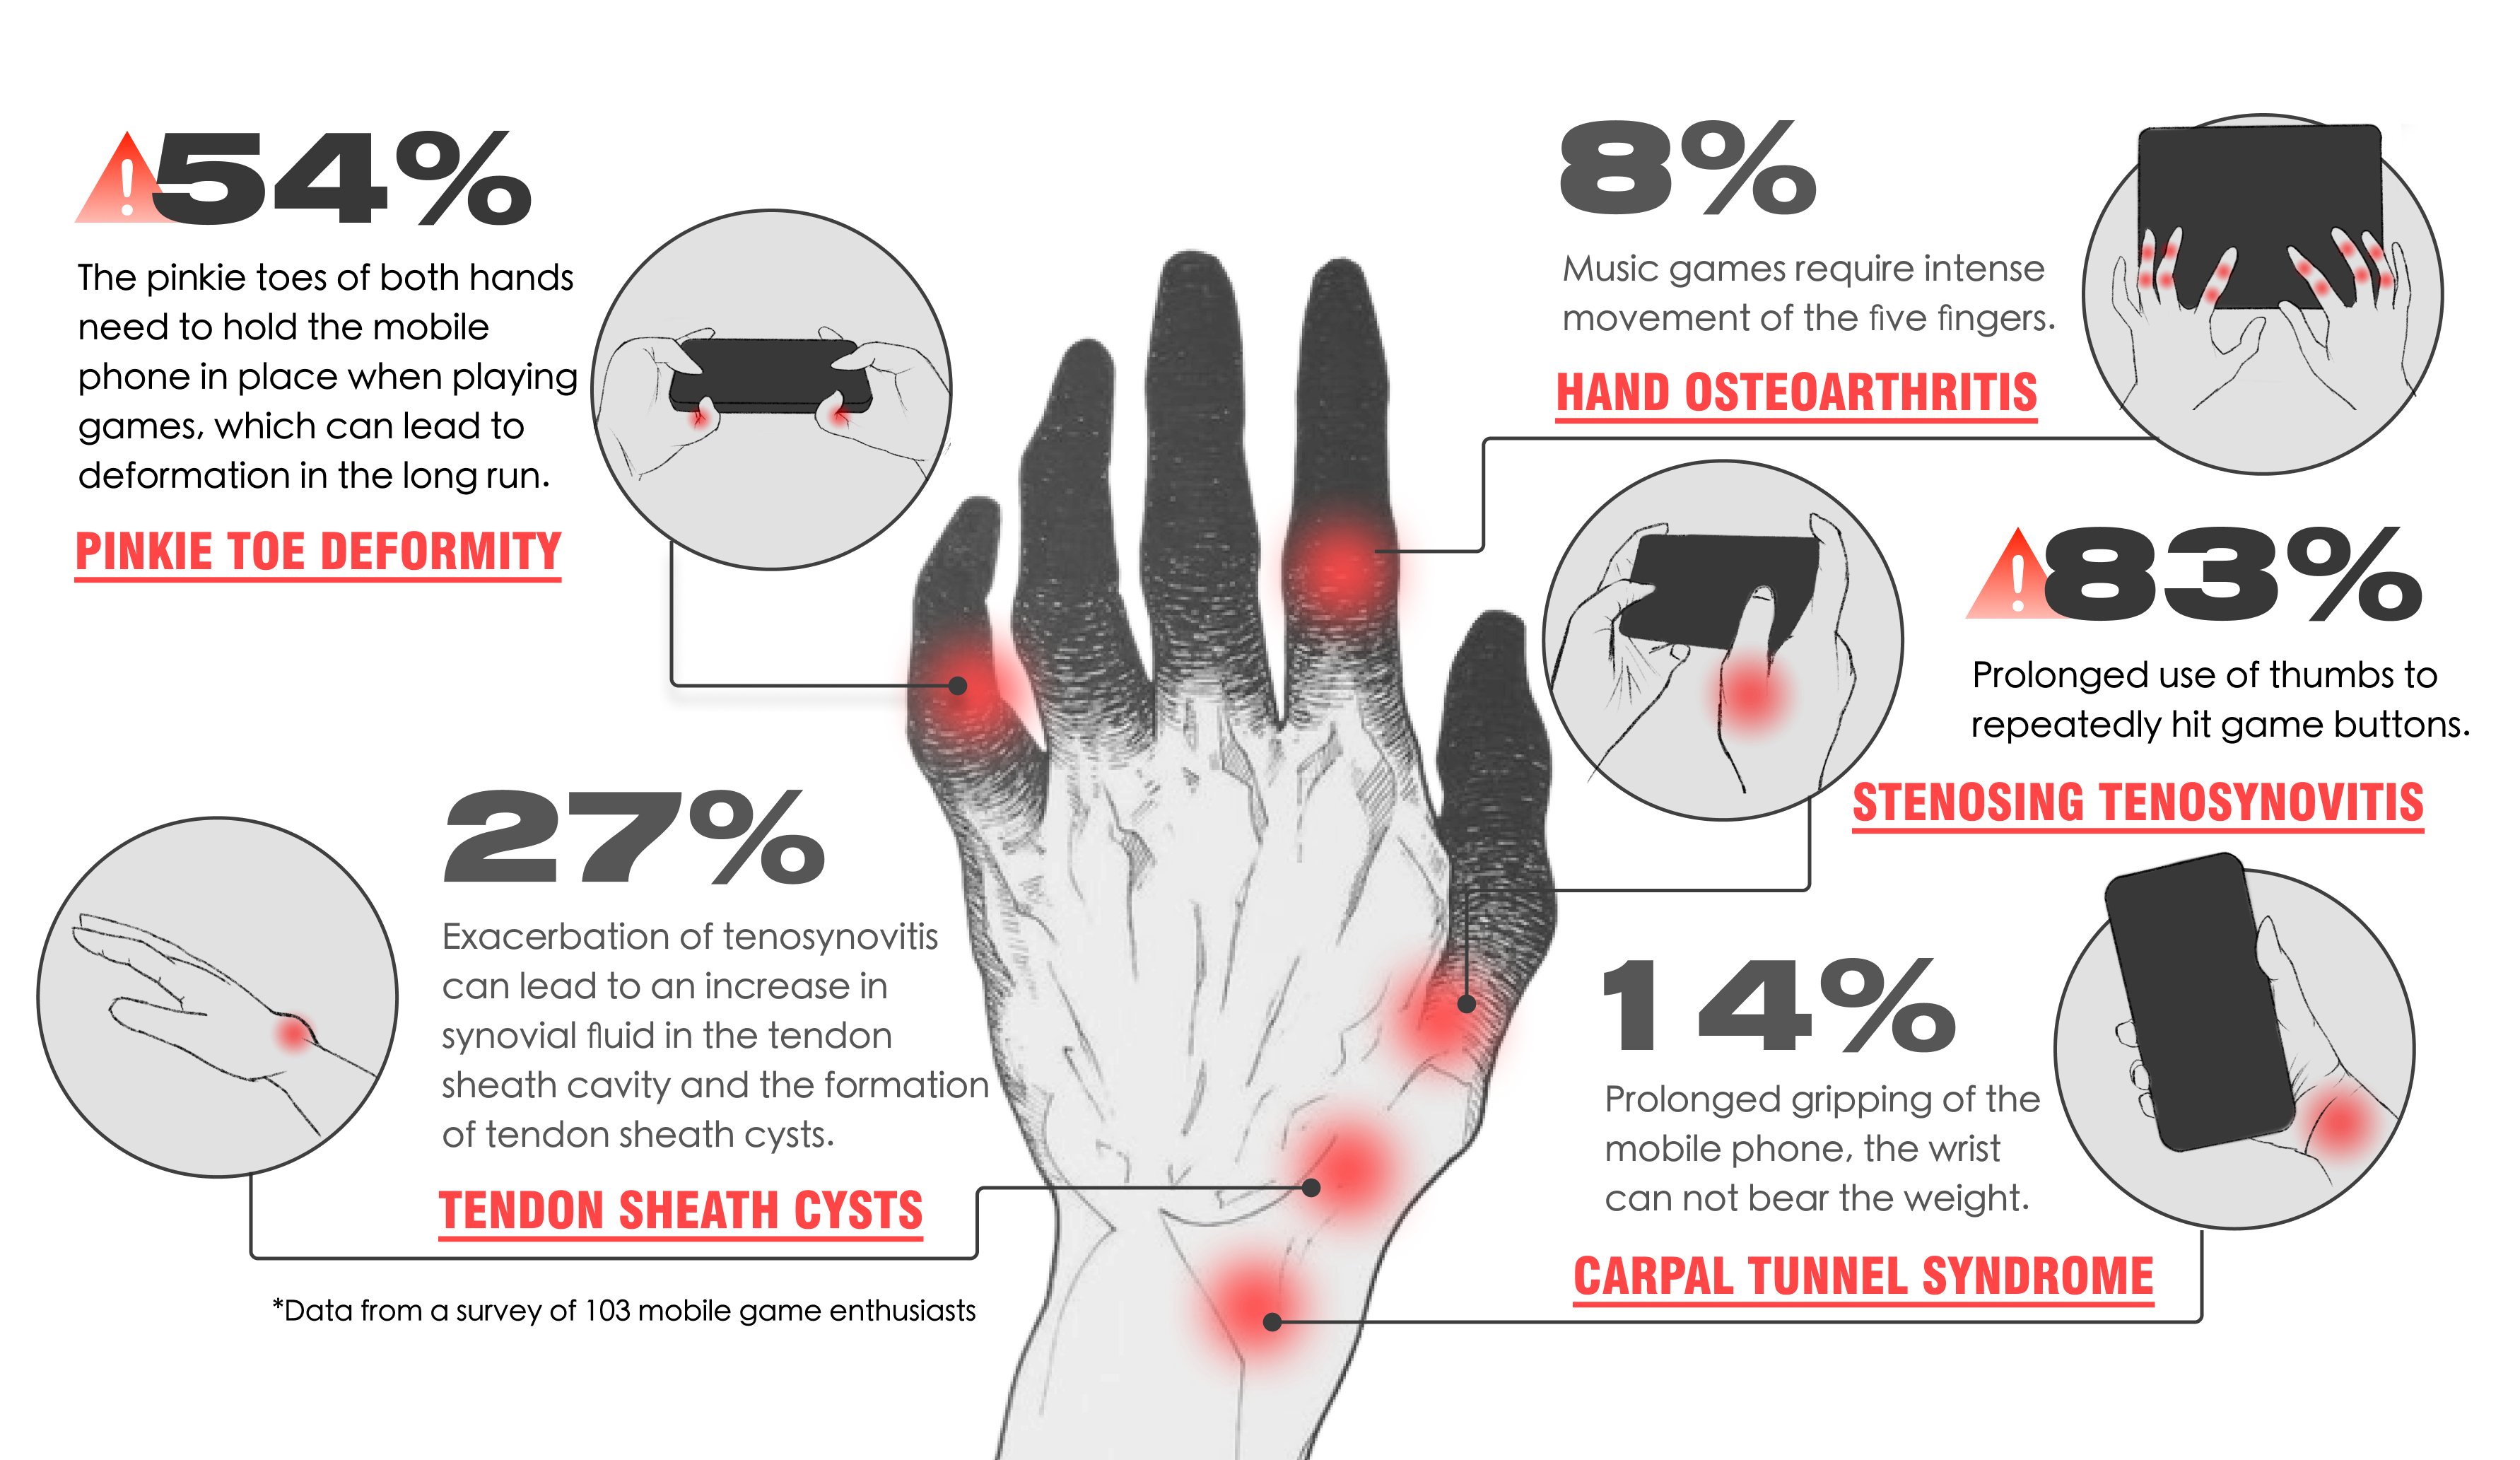 54%
The pinkie toes of both hands
need to hold the mobile
phone in place when playing
games, which can lead to
deformation in the long run.
PINKIE TOE DEFORMITY
8%
Music games require intense
movement of the five fingers.
HAND OSTEOARTHRITIS
83%
Prolonged use of thumbs to
repeatedly hit game buttons.
STENOSING TENOSYNOVITIS
27%
Exacerbation of tenosynovitis
can lead to an increase in
synovial fluid in the tendon
sheath cavity and the formation
of tendon sheath cysts.
TENDON SHEATH CYSTS
14%
Prolonged gripping of the
mobile phone, the wrist
can not bear the weight.
CARPAL TUNNEL SYNDROME
*Data from a survey of 103 mobile game enthusiasts